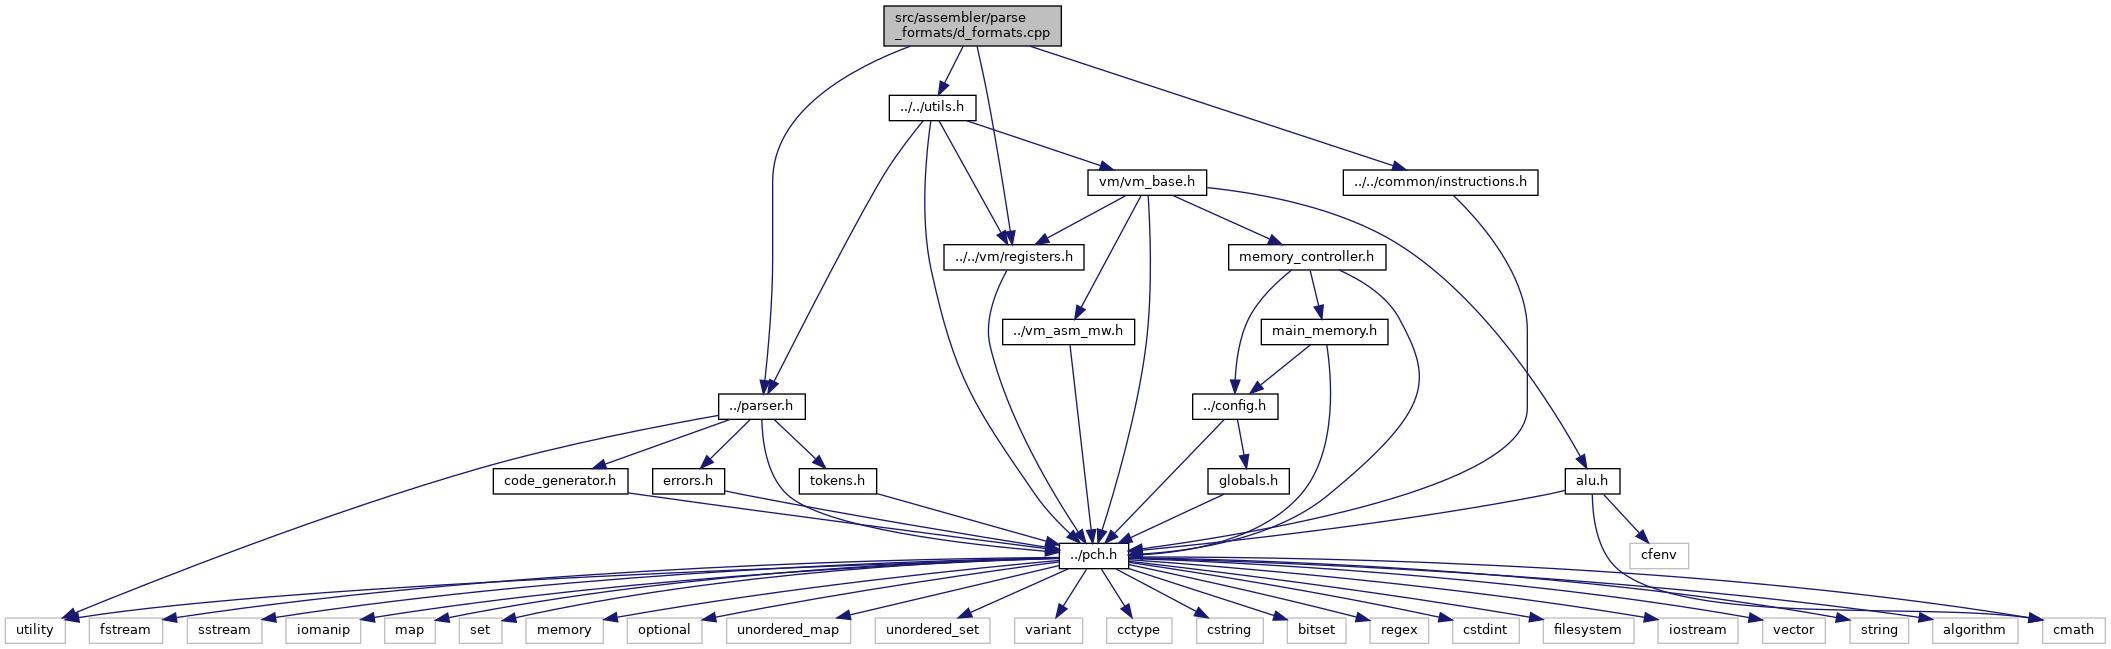 src/assembler/parse
_formats/d_formats.cpp
../../utils.h
vm/vm_base.h
../../common/instructions.h
../../vm/registers.h
memory_controller.h
../vm_asm_mw.h
main_memory.h
../parser.h
../config.h
code_generator.h
errors.h
tokens.h
globals.h
alu.h
../pch.h
cfenv
utility
fstream
sstream
iomanip
map
set
memory
optional
unordered_map
unordered_set
variant
cctype
cstring
bitset
regex
cstdint
filesystem
iostream
vector
string
algorithm
cmath